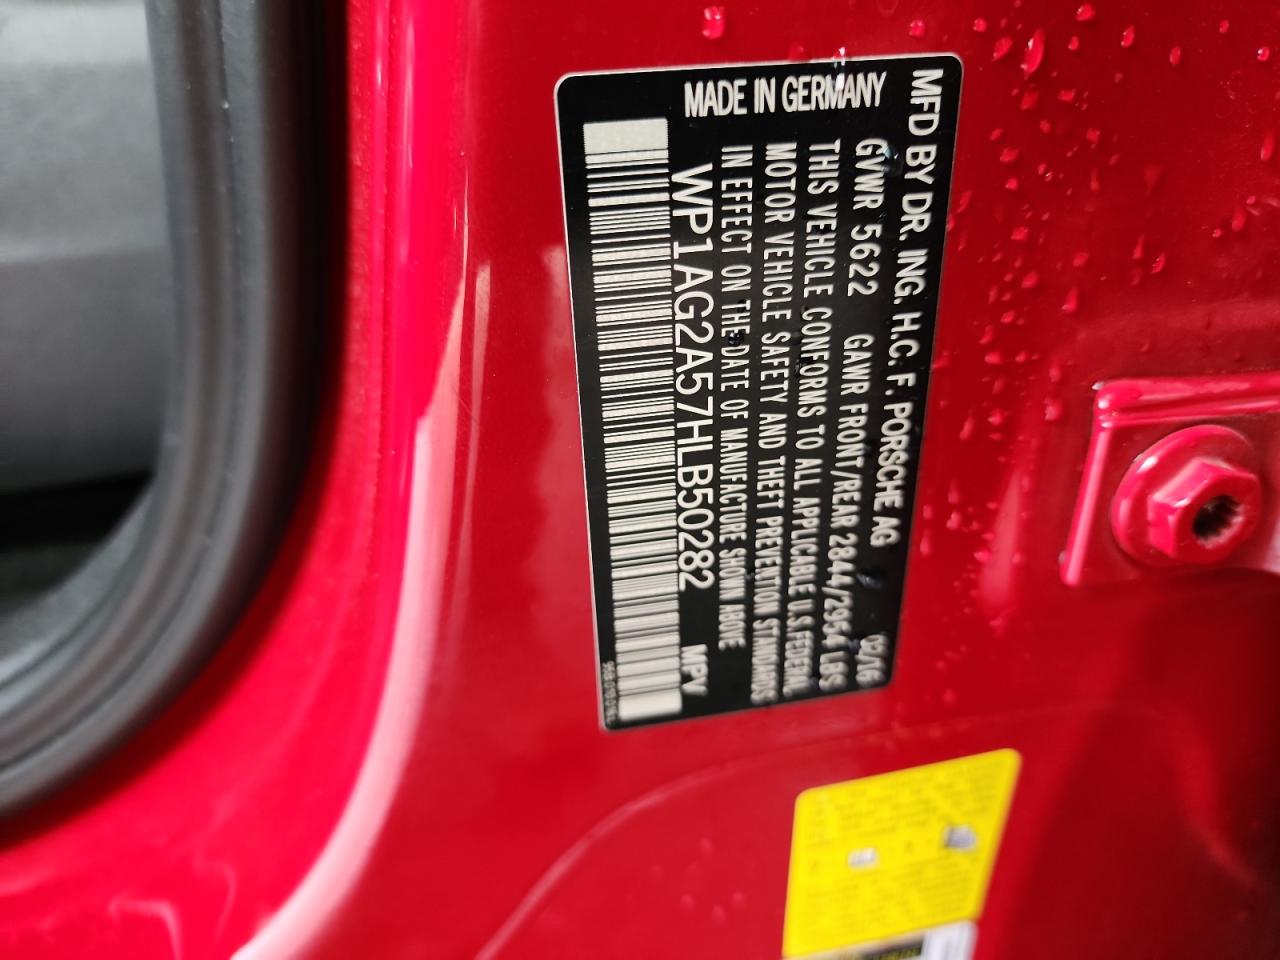 MFD BY DR. ING. H.C. F. PORSCHE AG 09/16
GVWR 5622 GAWR FRONT/REAR 2844/2954 LBS
THIS VEHICLE CONFORMS TO ALL APPLICABLE U.S.FEDERAL
MOTOR VEHICLE SAFETY AND THEFT PREVENTION STANDARDS
IN EFFECT ON THE DATE OF MANUFACTURE SHOWN ABOVE
WP1AG2A57HLB50282 MPV
MADE IN GERMANY